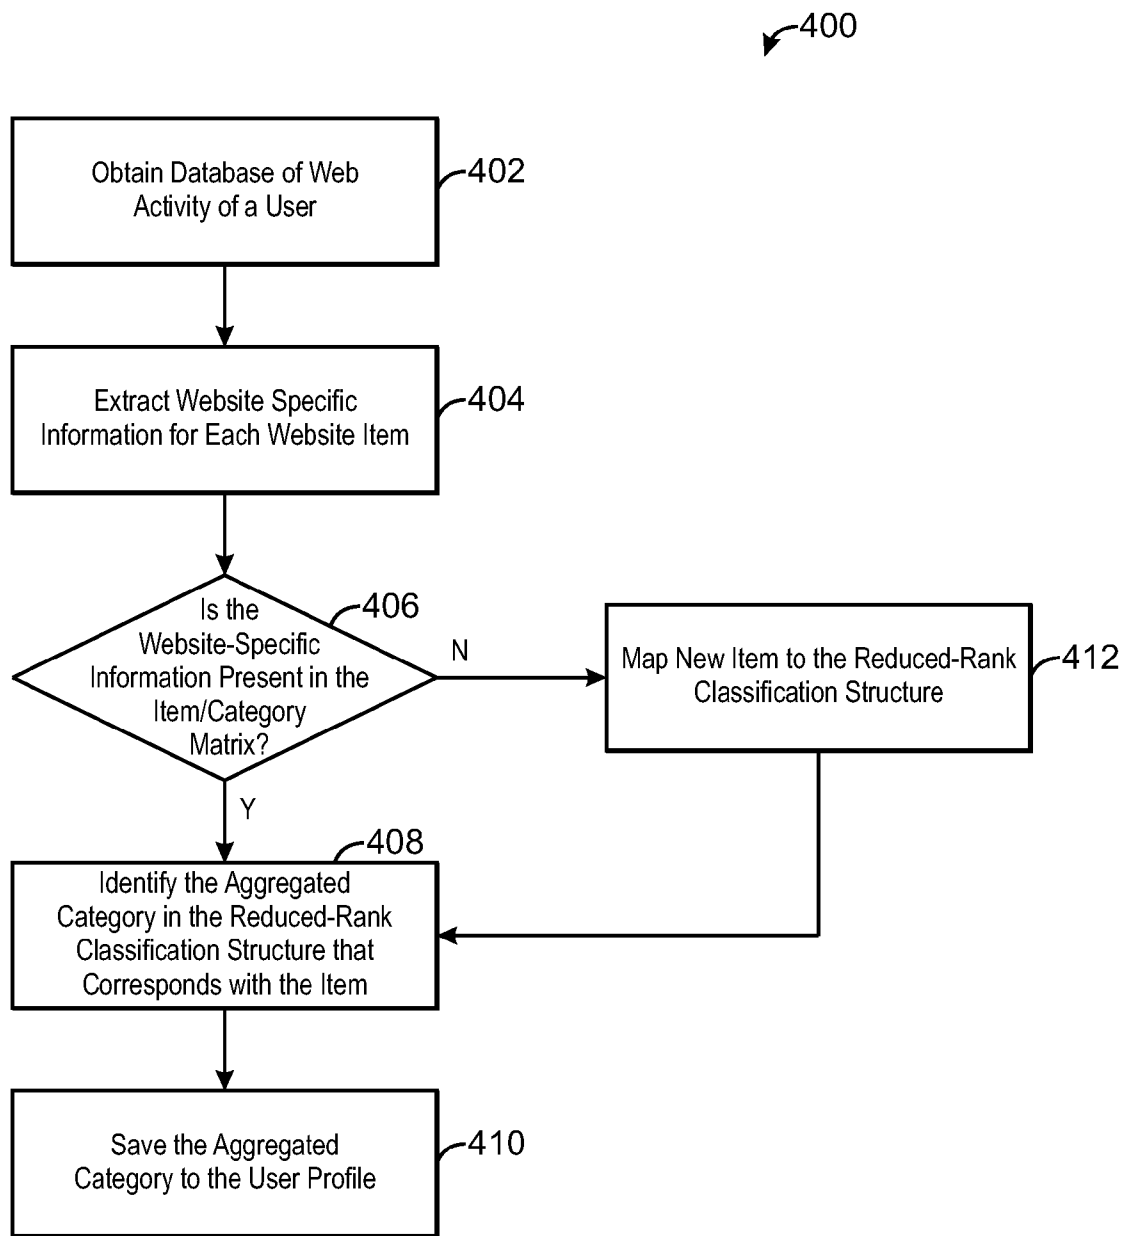 400
Obtain Database of Web
Activity of a User
402
Extract Website Specific
Information for Each Website Item
404
Is the
Website-Specific
Information Present in the
Item/Category
Matrix?
406
N
Map New Item to the Reduced-Rank
Classification Structure
412
Y
408
Identify the Aggregated
Category in the Reduced-Rank
Classification Structure that
Corresponds with the Item
Save the Aggregated
Category to the User Profile
410